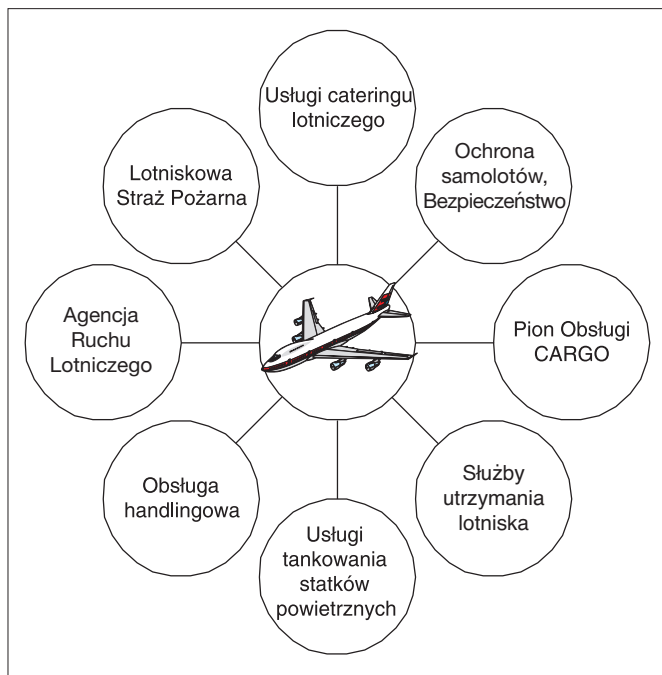 Usługi cateringu
lotniczego
Ochrona
samolotów,
Bezpieczeństwo
Pion Obsługi
CARGO
Służby
utrzymania
lotniska
Usługi
tankowania
statków
powietrznych
Obsługa
handlingowa
Agencja
Ruchu
Lotniczego
Lotniskowa
Straż Pożarna